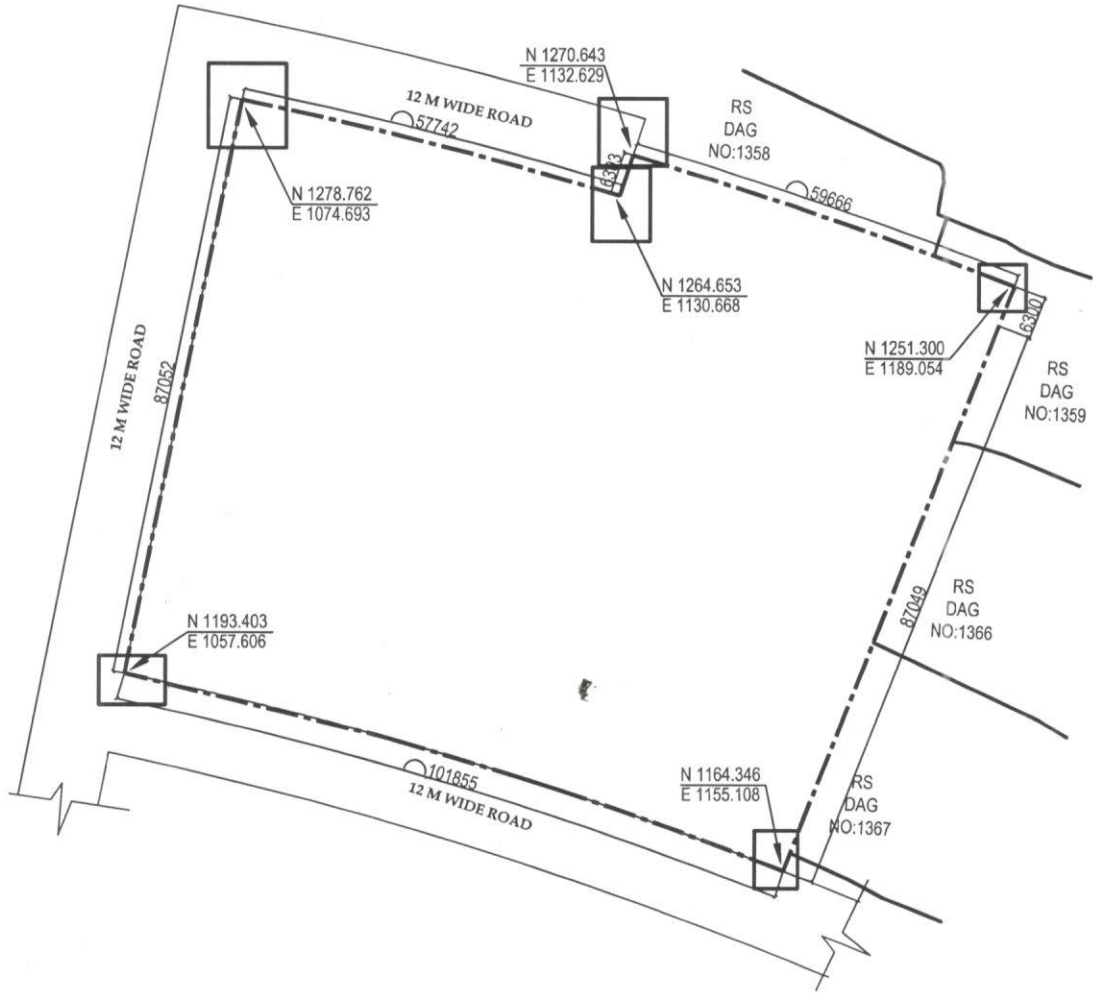 N 1270.643
E 1132.629
12 M WIDE ROAD
57742
RS
DAG
NO:1358
6303
59666
N 1278.762
E 1074.693
N 1264.653
E 1130.668
N 1251.300
E 1189.054
6300
12 M WIDE ROAD
87052
RS
DAG
NO:1359
N 1193.403
E 1057.606
RS
DAG
NO:1366
87049
101855
12 M WIDE ROAD
N 1164.346
E 1155.108
RS
DAG
NO:1367